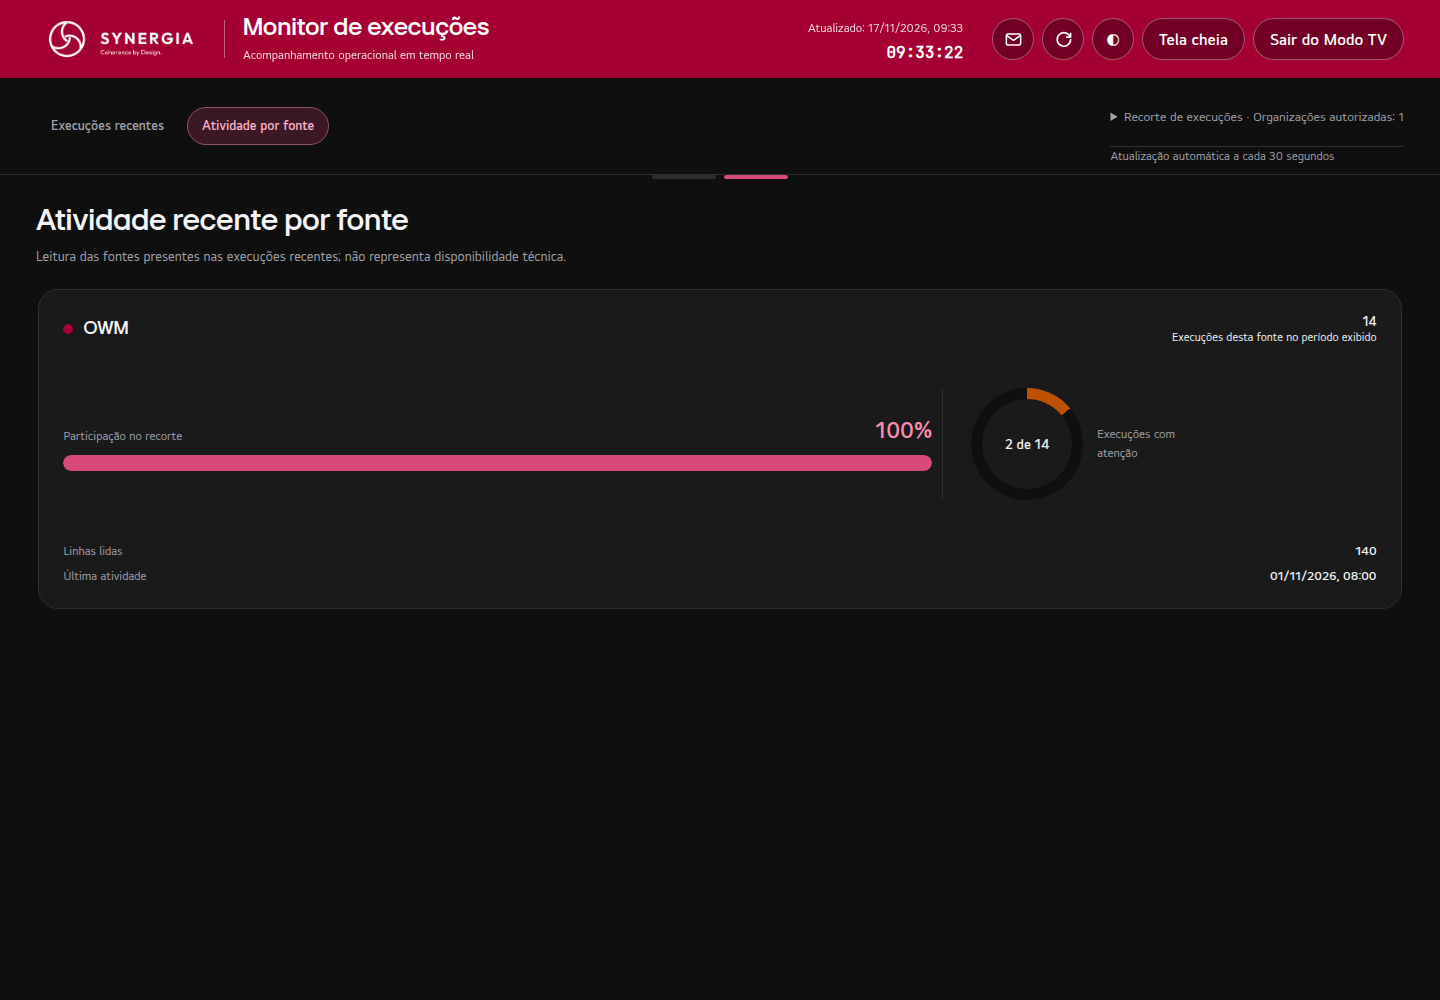 SYNERGIA
Coherence by Design.
Monitor de execuções
Acompanhamento operacional em tempo real
Atualizado: 17/11/2026, 09:33
09:33:22
Tela cheia
Sair do Modo TV
Execuções recentes
Atividade por fonte
▶ Recorte de execuções · Organizações autorizadas: 1
Atualização automática a cada 30 segundos
Atividade recente por fonte
Leitura das fontes presentes nas execuções recentes; não representa disponibilidade técnica.
OWM
14
Execuções desta fonte no período exibido
Participação no recorte
100%
2 de 14
Execuções com
atenção
Linhas lidas
140
Última atividade
01/11/2026, 08:00